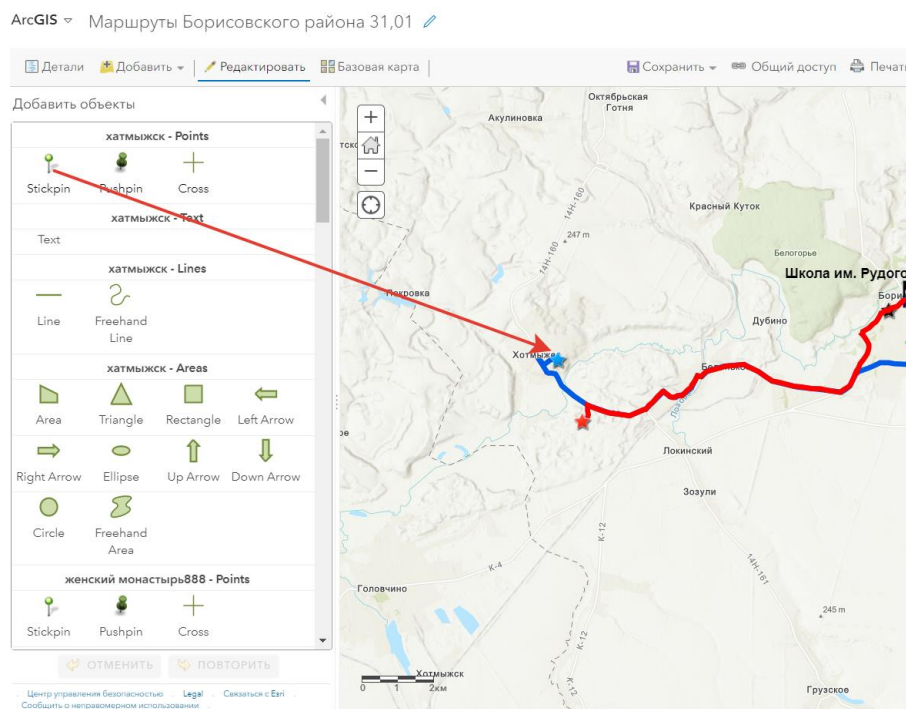 ArcGIS Маршруты Борисовского района 31,01
Детали Добавить Редактировать Базовая карта Сохранить Общий доступ Печать
Добавить объекты
хатмыжск - Points
Stickpin Pushpin Cross
хатмыжск - Text
Text
хатмыжск - Lines
Line Freehand
Line
хатмыжск - Areas
Area Triangle Rectangle Left Arrow
Right Arrow Ellipse Up Arrow Down Arrow
Circle Freehand
Area
женский монастырь888 - Points
Stickpin Pushpin Cross
ОТМЕНИТЬ ПОВТОРИТЬ
Центр управления безопасностью Legal Связаться с Esri
Сообщить о неправомерном использовании
Октябрьская
Готня
Акулиновка
14Н-160
Красный Куток
247 m
14Н-160
Белогорье
Школа им. Рудого
Покровка
Бори
Дубино
Хотмыжск
Локинский
Зозули
К-12
К-4
14Н-161
Головчино
245 m
К-12
Хотмыжск
0 1 2км
Грузское